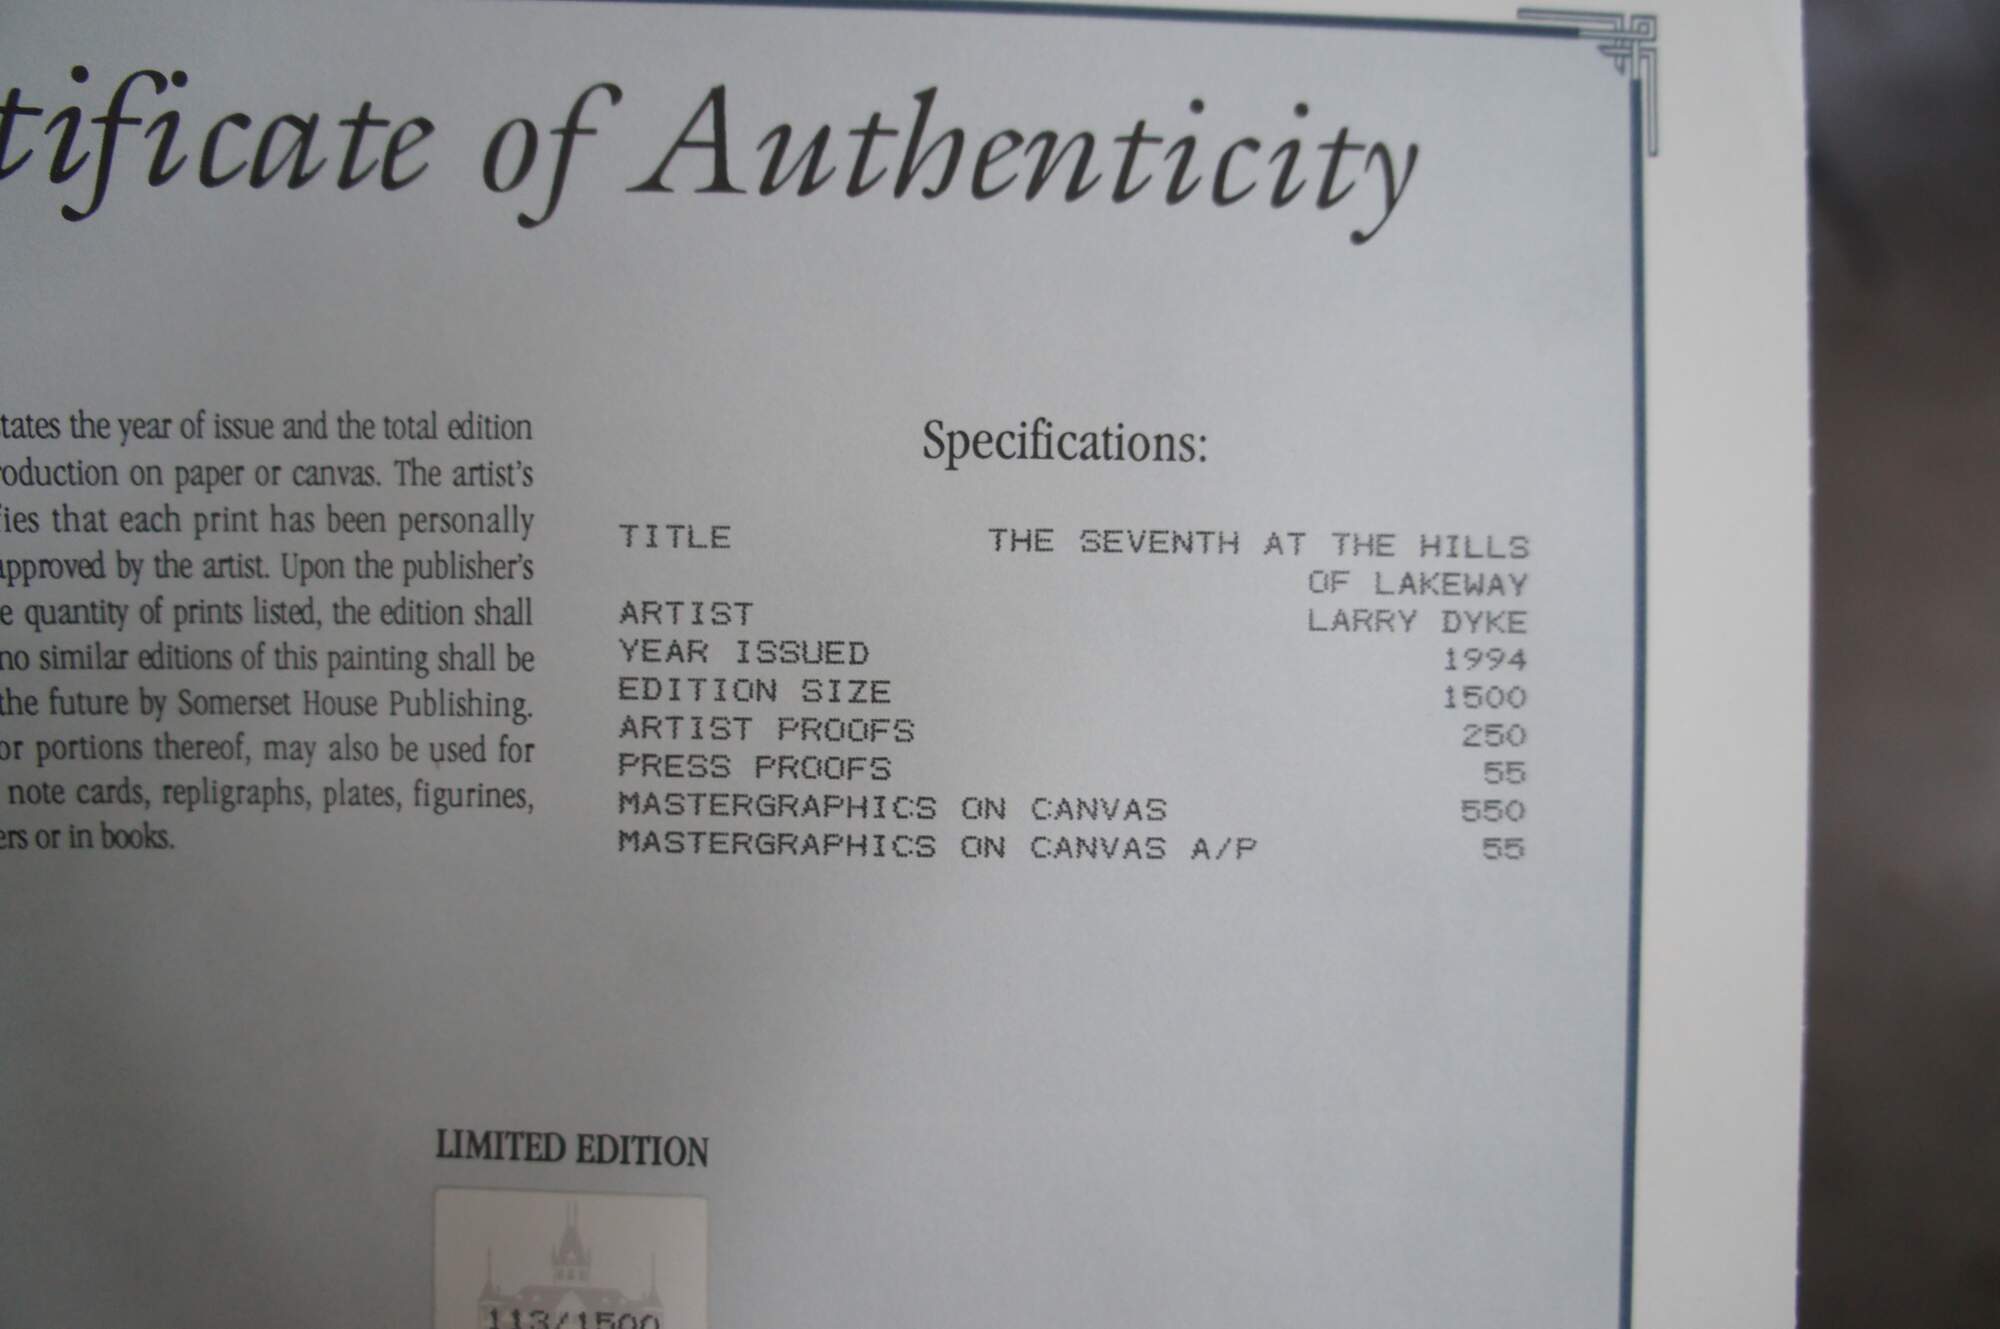 tificate of Authenticity
tates the year of issue and the total edition
oduction on paper or canvas. The artist's
ies that each print has been personally
approved by the artist. Upon the publisher's
e quantity of prints listed, the edition shall
no similar editions of this painting shall be
the future by Somerset House Publishing.
or portions thereof, may also be used for
note cards, repligraphs, plates, figurines,
ers or in books.
Specifications:
TITLE THE SEVENTH AT THE HILLS
OF LAKEWAY
ARTIST LARRY DYKE
YEAR ISSUED 1994
EDITION SIZE 1500
ARTIST PROOFS 250
PRESS PROOFS 55
MASTERGRAPHICS ON CANVAS 550
MASTERGRAPHICS ON CANVAS A/P 55
LIMITED EDITION
113/1500